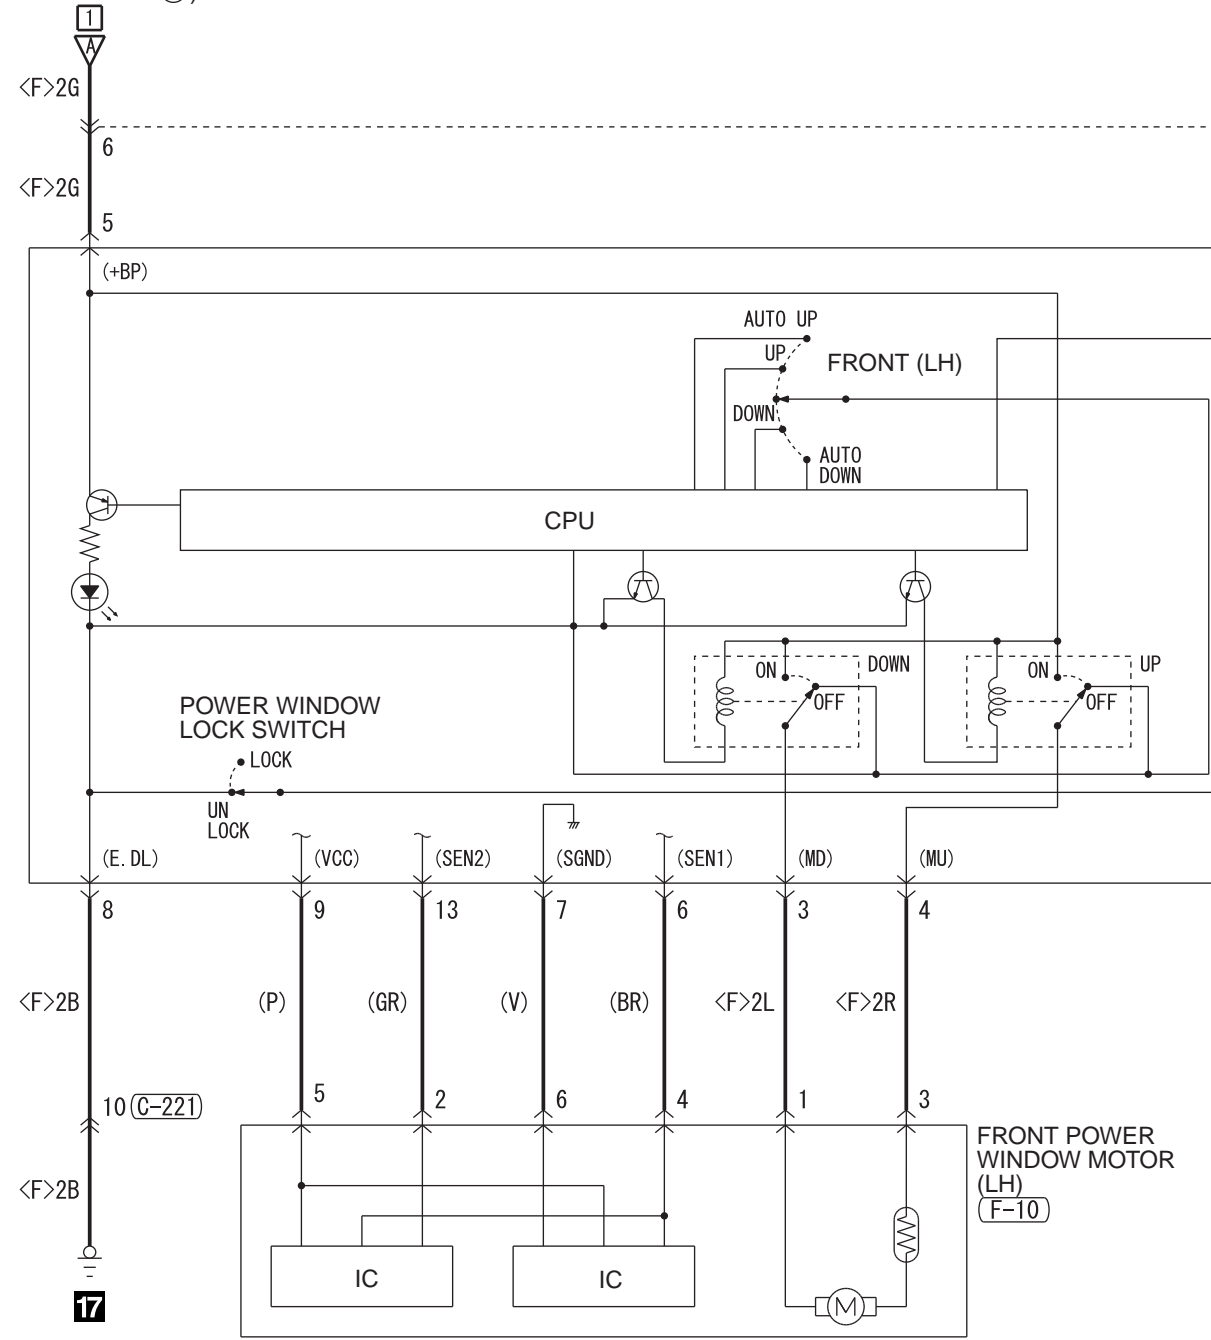 1
A
<F>2G
6
<F>2G
5
(+BP)
AUTO UP
UP
FRONT (LH)
DOWN
AUTO
DOWN
CPU
ON
DOWN
OFF
ON
UP
OFF
POWER WINDOW
LOCK SWITCH
LOCK
UN
LOCK
(E.DL)
(VCC)
(SEN2)
(SGND)
(SEN1)
(MD)
(MU)
8
9
13
7
6
3
4
<F>2B
(P)
(GR)
(V)
(BR)
<F>2L
<F>2R
10 C-221
5
2
6
4
1
3
FRONT POWER
WINDOW MOTOR
(LH)
F-10
<F>2B
IC
IC
M
17